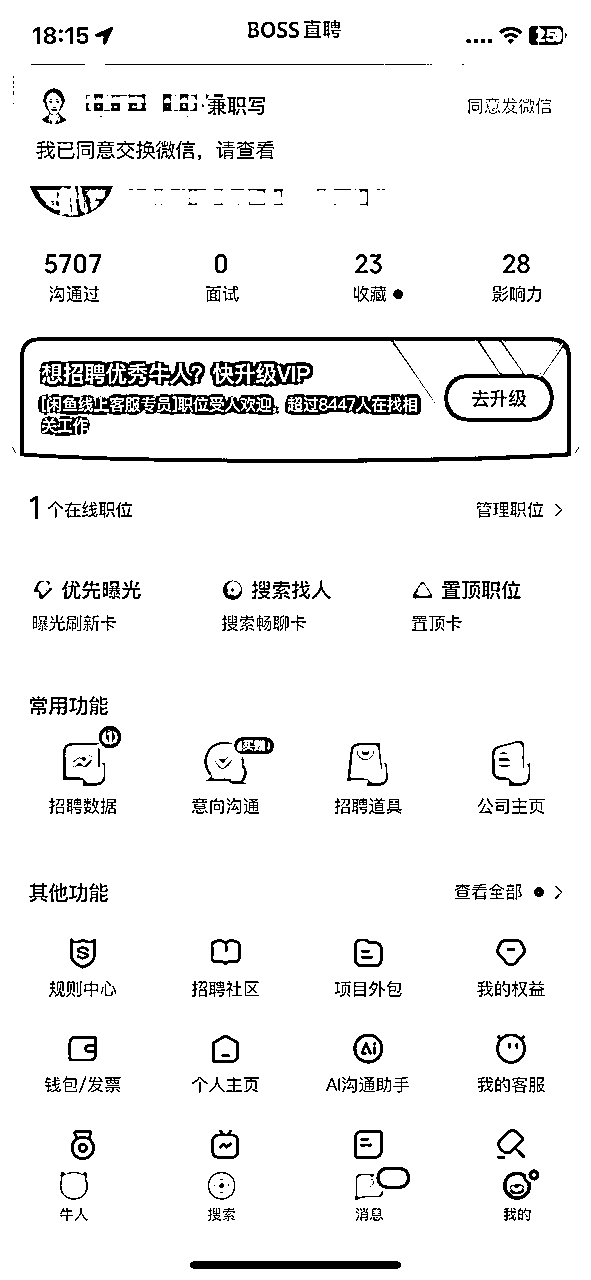 18:15
BOSS直聘
25
兼职写
同意发微信
我已同意交换微信，请查看
5707
0
23
28
沟通过
面试
收藏
影响力
想招聘优秀牛人？快升级VIP
[闲鱼线上客服专员]职位受人欢迎，超过8447人在找相
关工作
去升级
1个在线职位
管理职位
优先曝光
搜索找人
置顶职位
曝光刷新卡
搜索畅聊卡
置顶卡
常用功能
招聘数据
意向沟通
招聘道具
公司主页
其他功能
查看全部
规则中心
招聘社区
项目外包
我的权益
Ai
钱包/发票
个人主页
AI沟通助手
我的客服
牛人
搜索
消息
我的